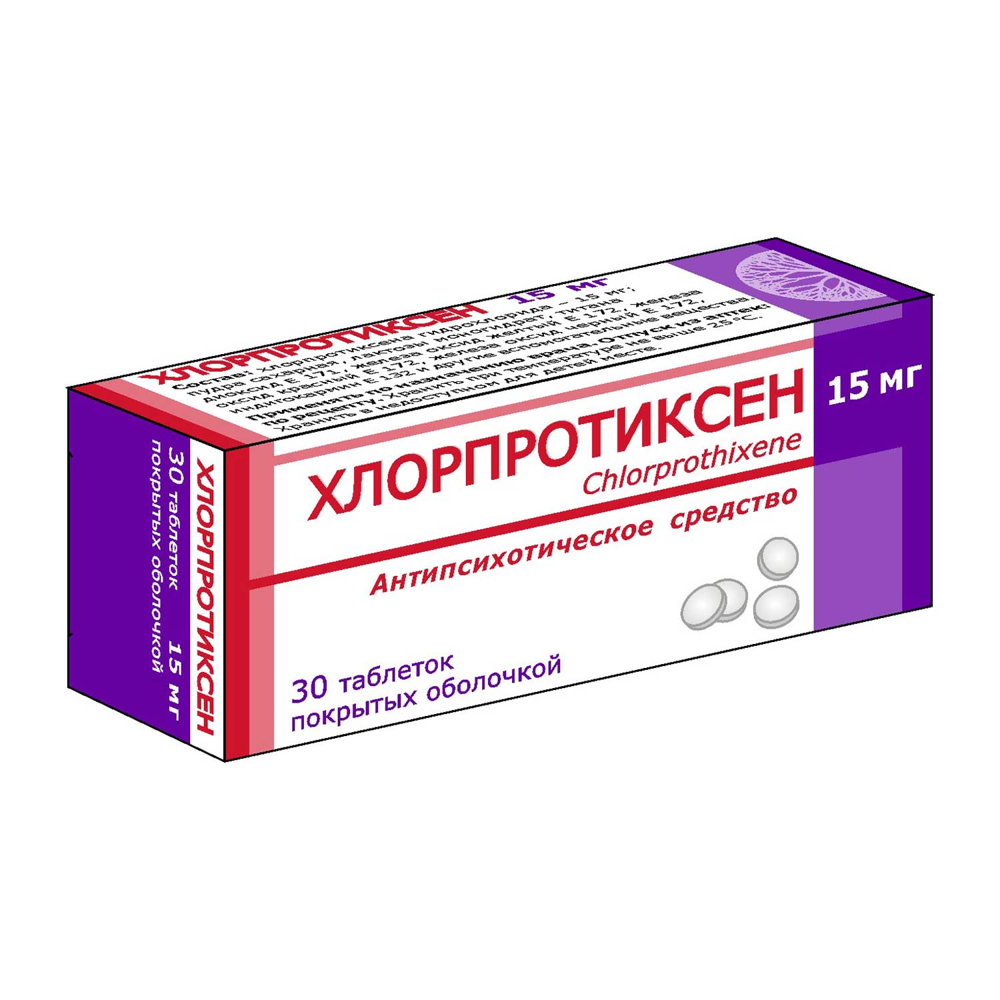 ХЛОРПРОТИКСЕН 15 мг
Состав: хлорпротиксена гидрохлорида – 15 мг;
пудра сахарная, лактозы моногидрат, титана
диоксид Е 171, железа оксид желтый Е 172, железа
оксид красный Е 172, железа оксид черный Е 172,
индигокармин Е 132 и другие вспомогательные вещества.
Применять по назначению врача. Отпуск из аптек:
по рецепту. Хранить при температуре не выше 25°С.
Хранить в недоступном для детей месте.
ХЛОРПРОТИКСЕН
15 мг
Chlorprothixene
Антипсихотическое средство
30 таблеток
покрытых оболочкой
ХЛОРПРОТИКСЕН
30 таблеток 15 мг
покрытых оболочкой